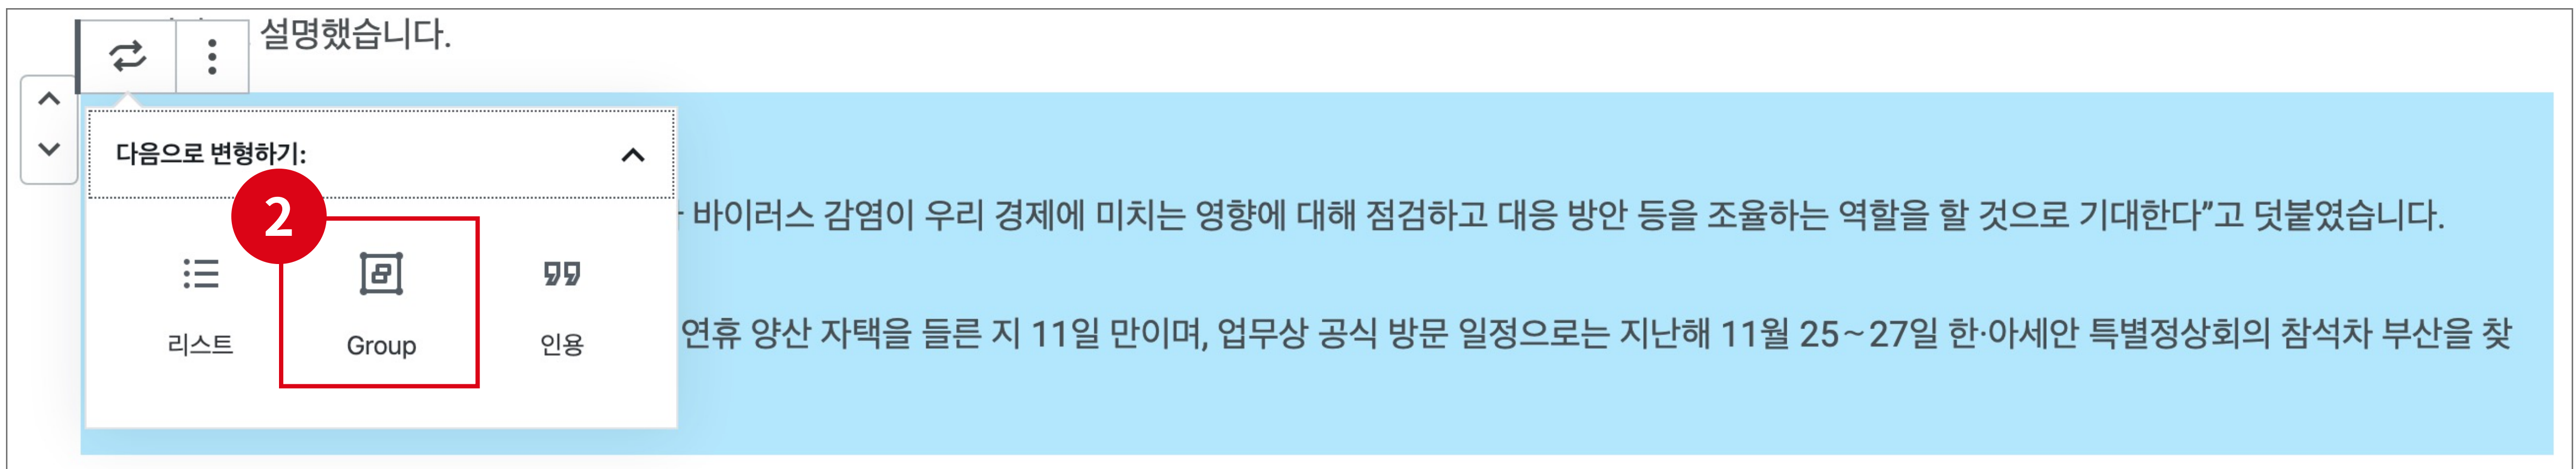 설명했습니다.
다음으로 변형하기:
2
리스트
Group
인용
바이러스 감염이 우리 경제에 미치는 영향에 대해 점검하고 대응 방안 등을 조율하는 역할을 할 것으로 기대한다”고 덧붙였습니다.
연휴 양산 자택을 들른 지 11일 만이며, 업무상 공식 방문 일정으로는 지난해 11월 25~27일 한·아세안 특별정상회의 참석차 부산을 찾